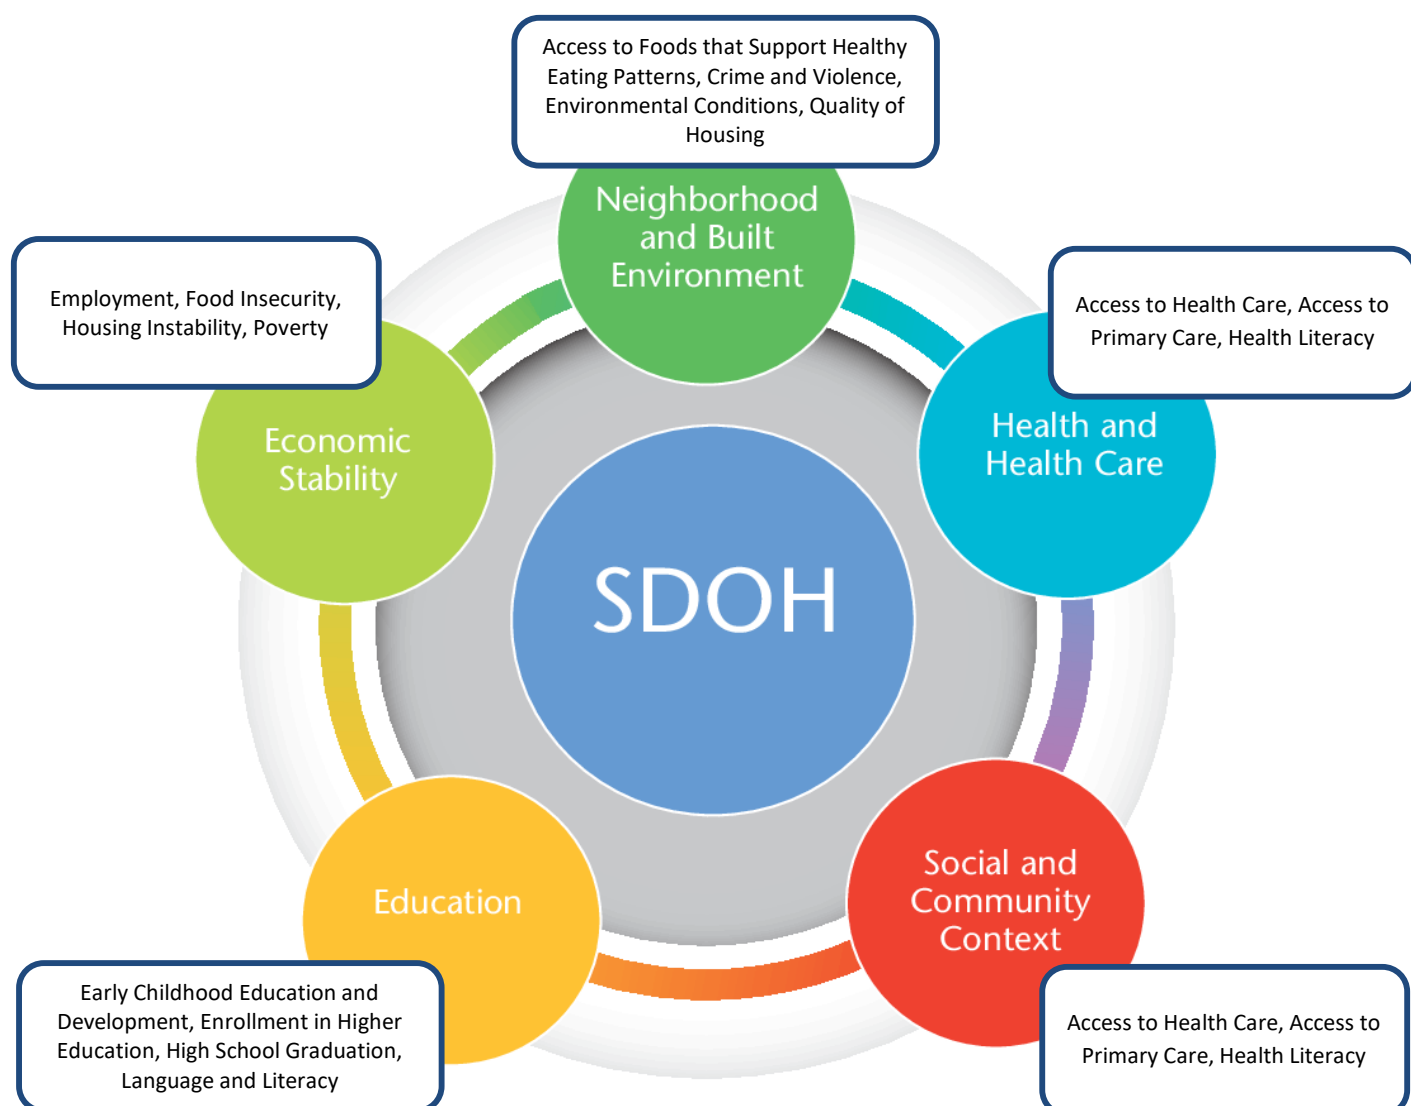 Access to Foods that Support Healthy
Eating Patterns, Crime and Violence,
Environmental Conditions, Quality of
Housing
Neighborhood
and Built
Environment
Employment, Food Insecurity,
Housing Instability, Poverty
Economic
Stability
Access to Health Care, Access to
Primary Care, Health Literacy
Health and
Health Care
SDOH
Education
Early Childhood Education and
Development, Enrollment in Higher
Education, High School Graduation,
Language and Literacy
Social and
Community
Context
Access to Health Care, Access to
Primary Care, Health Literacy